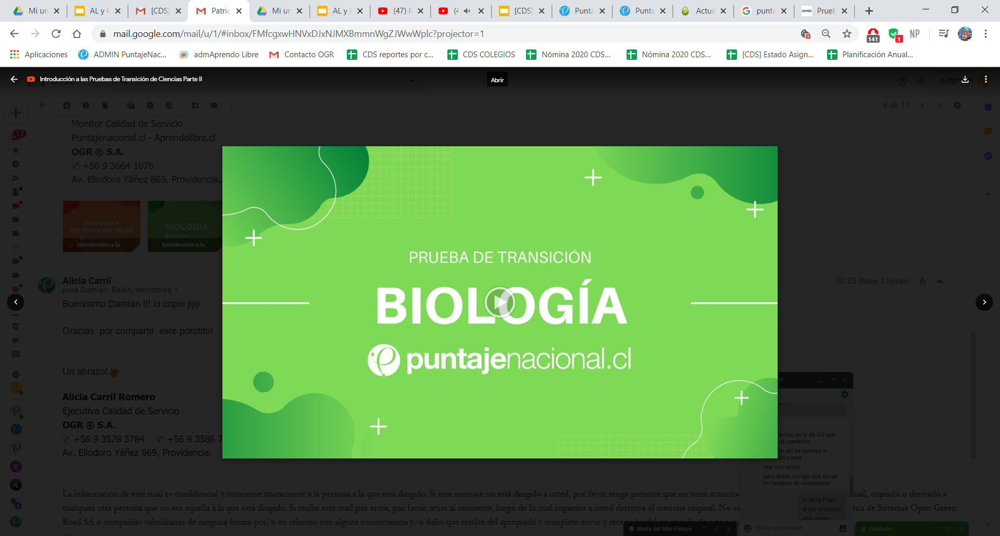 Mi un
AL y P
[CDS]
Patric
Mi un
AL y P
(47) P
[CDS]
Punta
Punta
Actua
punta
Prueb
mail.google.com/mail/u/1/#inbox/FMfcgxwHNVxDJxNJMXBmmnWgZJWwWplc?projector=1
141
1
NP
Aplicaciones
ADMIN PuntajeNac...
admAprendo Libre
Contacto OGR
CDS reportes por c...
CDS COLEGIOS
Nómina 2020 CDS...
Nómina 2020 CDS...
[CDS] Estado Asign...
Planificación Anual...
Introducción a las Pruebas de Transición de Ciencias Parte II
Abrir
6 de 11
12
Monitor Calidad de Servicio
Puntajenacional.cl - Aprendolibre.cl
OGR ® S.A.
✆ +56 9 3664 1076
Av. Eliodoro Yáñez 869, Providencia.
HISTORIA Y
CIENCIAS SOCIALES
Introducción a la
BIOLOGÍA
Introducción a la
PRUEBA DE TRANSICIÓN
BIOLOGÍA
puntajenacional.cl
Alicia Carril
para Damian, Belen, monitores
10:25 (hace 2 horas)
Buenisimo Damián !!! lo copie jijiji
Gracias por compartir este porotito!
Un abrazo!
Alicia Carril Romero
Ejecutiva Calidad de Servicio
OGR ® S.A.
✆ +56 9 3578 3784 ✆ +56 9 3586 7
Av. Eliodoro Yáñez 869, Providencia.
erdas de lo de AA que
al comienzo
de ahí se pueden ir
cosas
que nos sirvan
pero todos los tips que sirvan
en tiempos de cuarentena
lo de la Fran?
si me acuerdoo
ahh yapss
La información de este mail es confidencial y concierne únicamente a la persona a la que está dirigido. Si este mensaje no está dirigido a usted, por favor tenga presente que no tiene autorizac mail, copiarlo o derivarlo a
cualquier otra persona que no sea aquella a la que está dirigido. Si recibe este mail por error, por favor, avise al remitente, luego de lo cual rogamos a usted destruya el mensaje original. No se ería de Sistemas Open Green
Road SA o compañías subsidiarias de ninguna forma por/o en relación con alguna consecuencia y/o daño que resulte del apropiado y completo envío y
María del Mar Pelayo
Envía un mensaje
Contacto